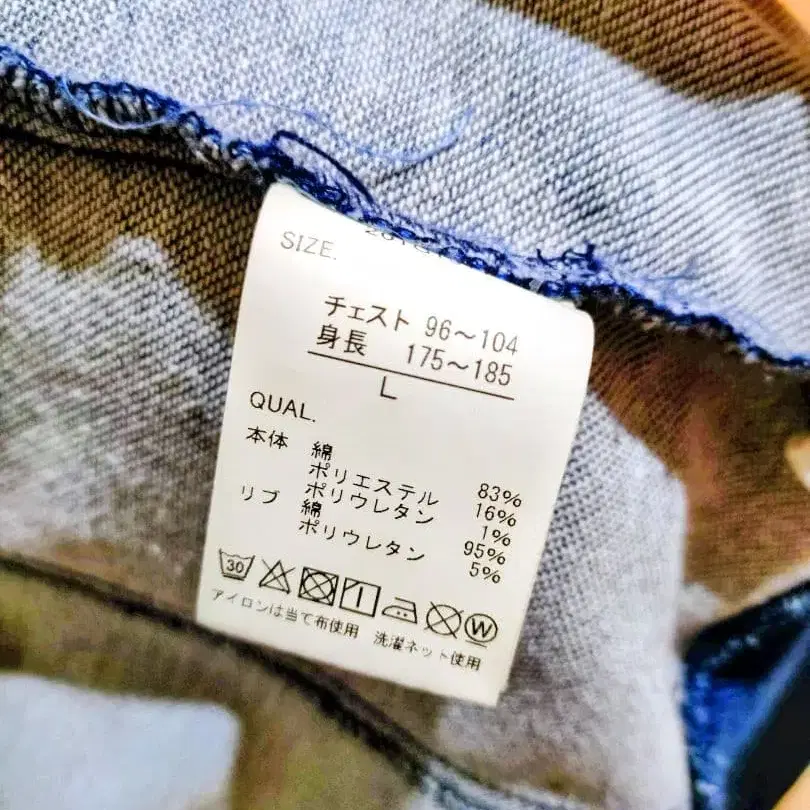 SIZE.
チェスト 96～104
身長 175～185
L
QUAL.
本体 綿 83%
ポリエステル 16%
ポリウレタン 1%
リブ 綿 95%
ポリウレタン 5%
30 W
アイロンは当て布使用 洗濯ネット使用